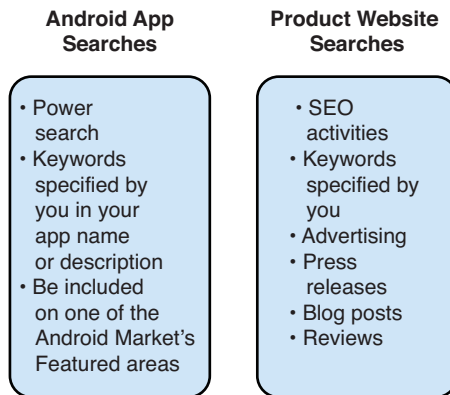 Android App
Searches
• Power
search
• Keywords
specified by
you in your
app name
or description
• Be included
on one of the
Android Market’s
Featured areas
Product Website
Searches
• SEO
activities
• Keywords
specified by
you
• Advertising
• Press
releases
• Blog posts
• Reviews